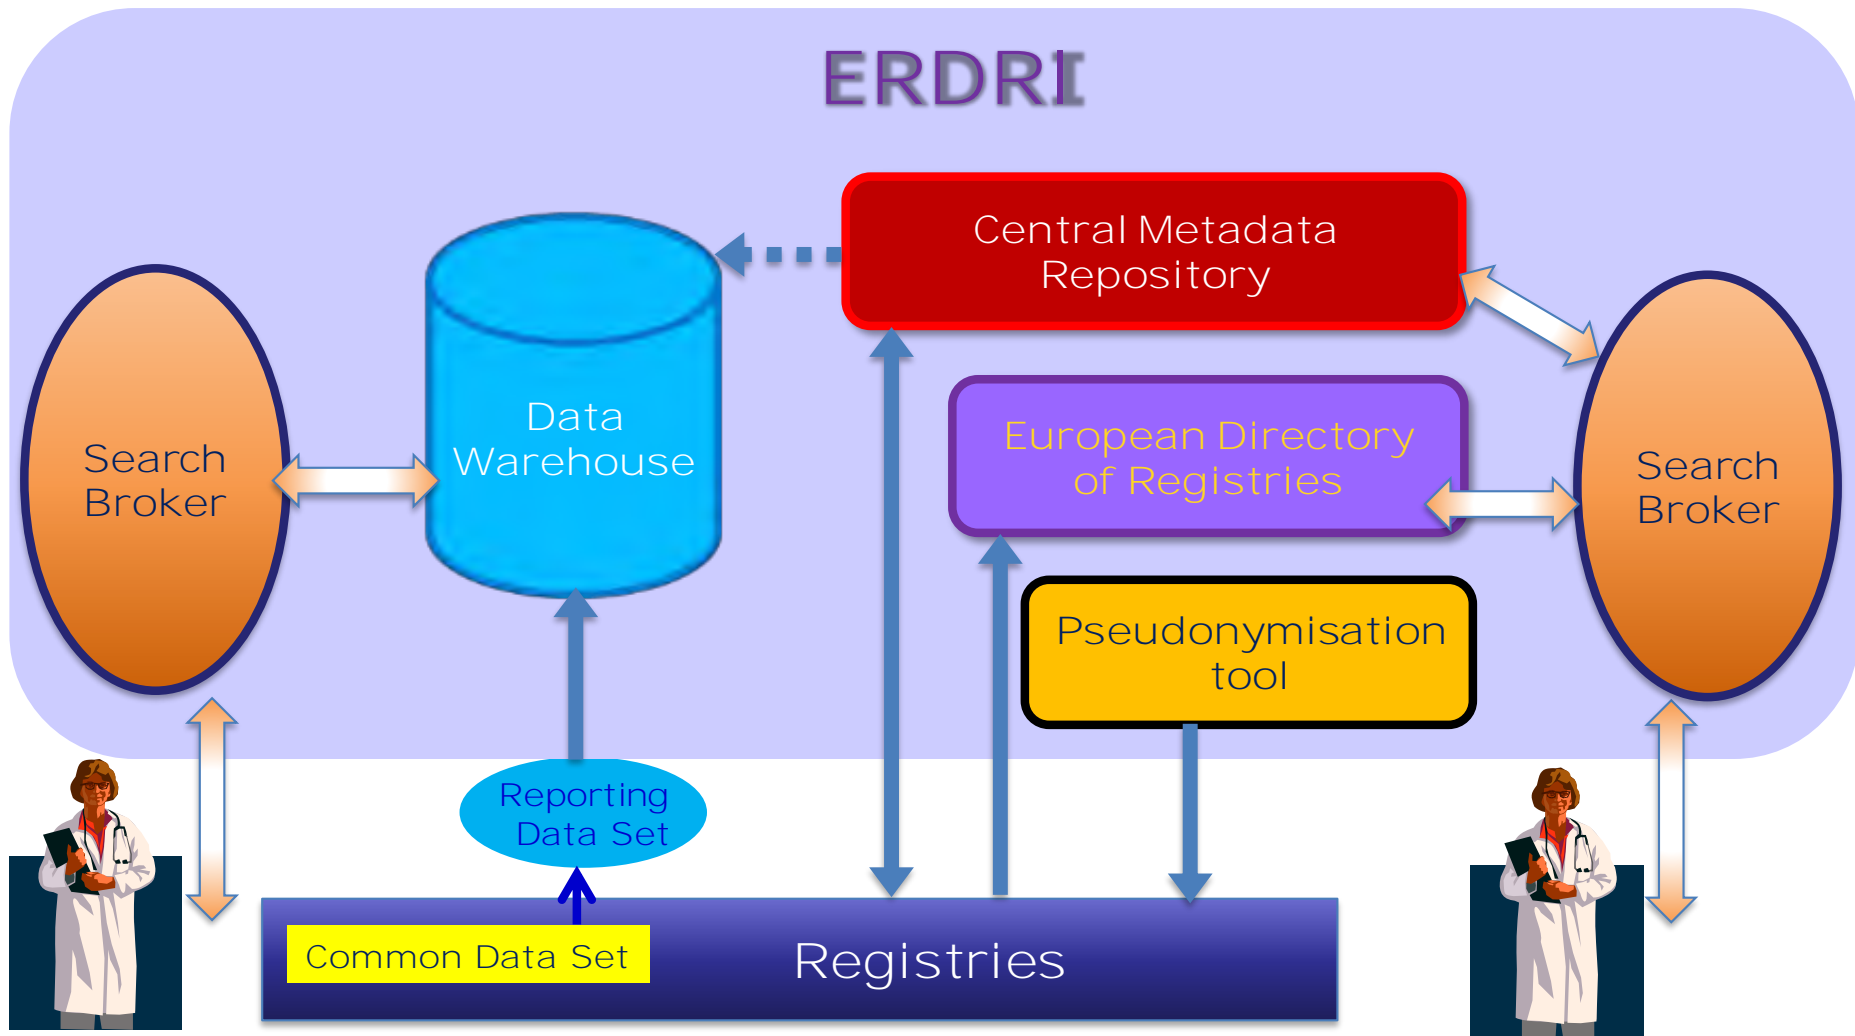 ERDRI
Central Metadata
Repository
Data
Warehouse
Search
Broker
European Directory
of Registries
Search
Broker
Pseudonymisation
tool
Reporting
Data Set
Common Data Set
Registries